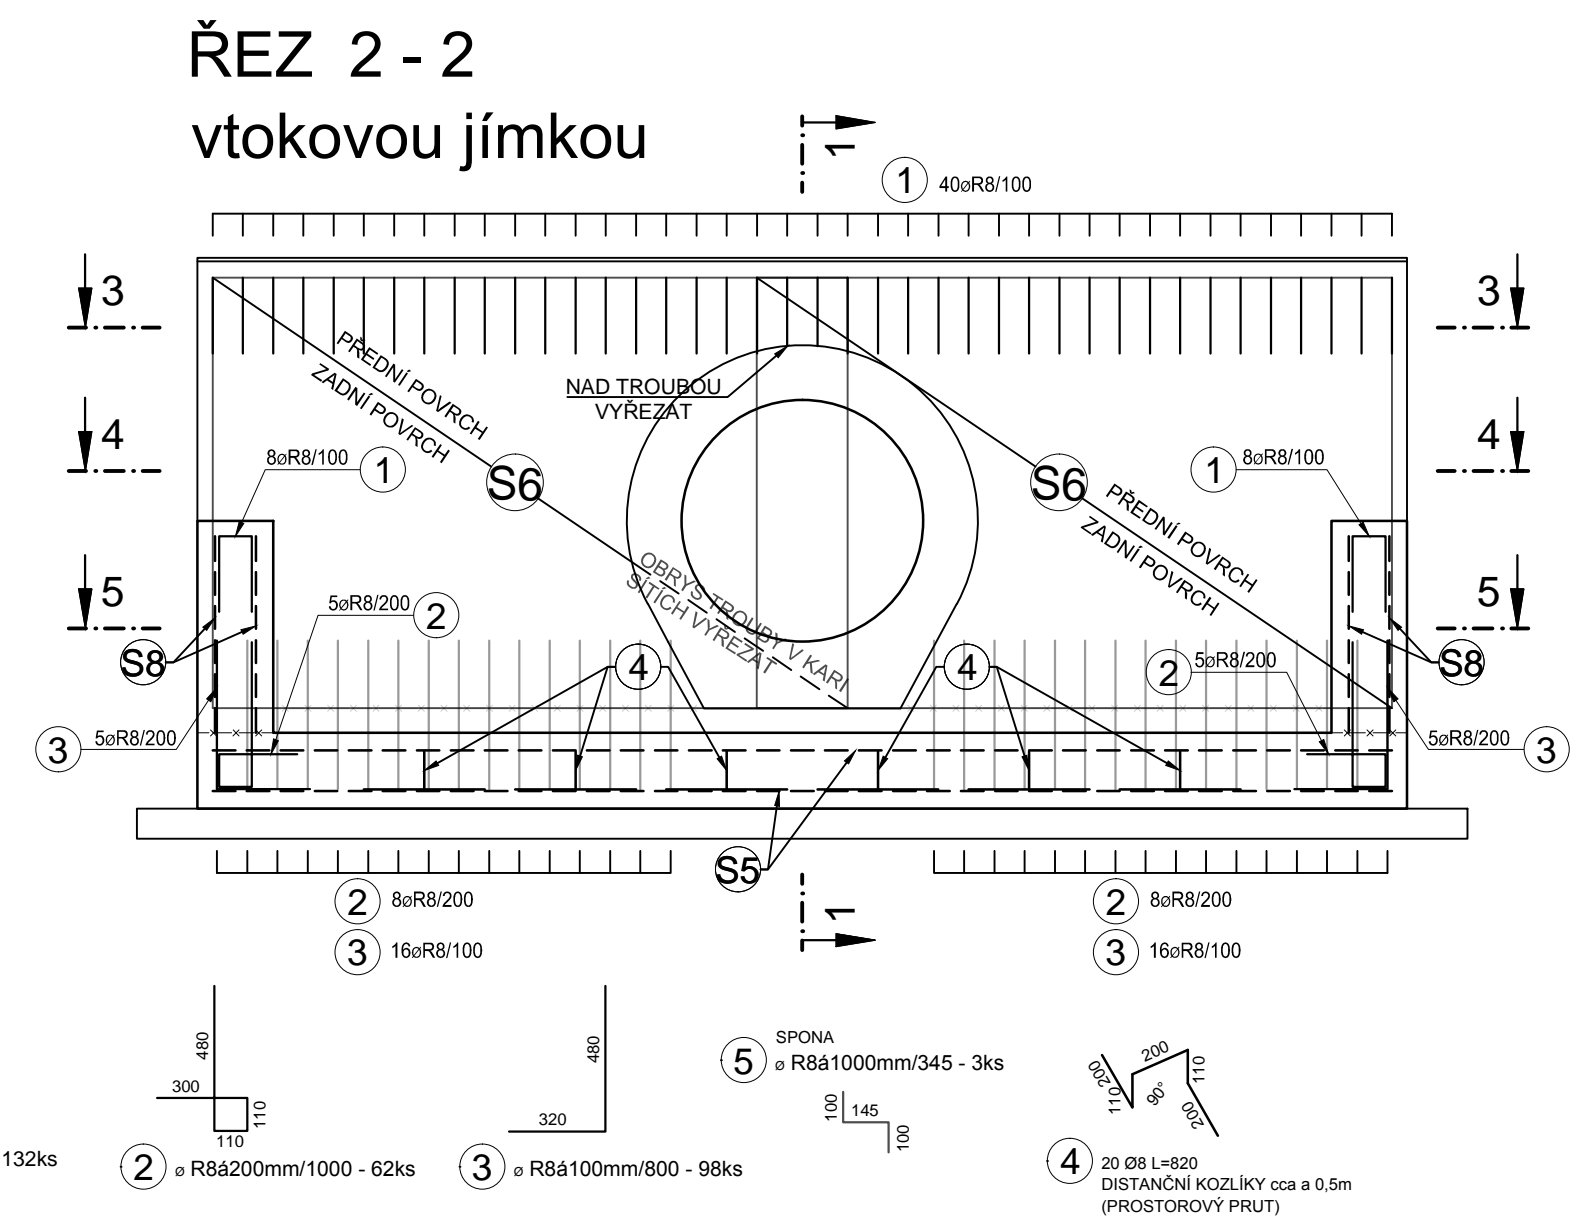 ŘEZ 2 - 2
vtokovou jímkou
1
1 40øR8/100
3
3
PŘEDNÍ POVRCH
ZADNÍ POVRCH
NAD TROUBOU
VYŘEZAT
4
4
8øR8/100 1
1 8øR8/100
S6
S6
PŘEDNÍ POVRCH
ZADNÍ POVRCH
OBRYS TROUBY V KARI
SÍTÍCH VYŘEZAT
5
5
5øR8/200 2
S8
4
4
2 5øR8/200
S8
3 5øR8/200
5øR8/200 3
S5
2 8øR8/200
1
2 8øR8/200
3 16øR8/100
3 16øR8/100
480
300
110
110
2 ø R8á200mm/1000 - 62ks
480
320
3 ø R8á100mm/800 - 98ks
SPONA
5 ø R8á1000mm/345 - 3ks
100
145
100
200
200
110
110
90°
200
4 20 Ø8 L=820
DISTANČNÍ KOZLÍKY cca a 0,5m
(PROSTOROVÝ PRUT)
132ks